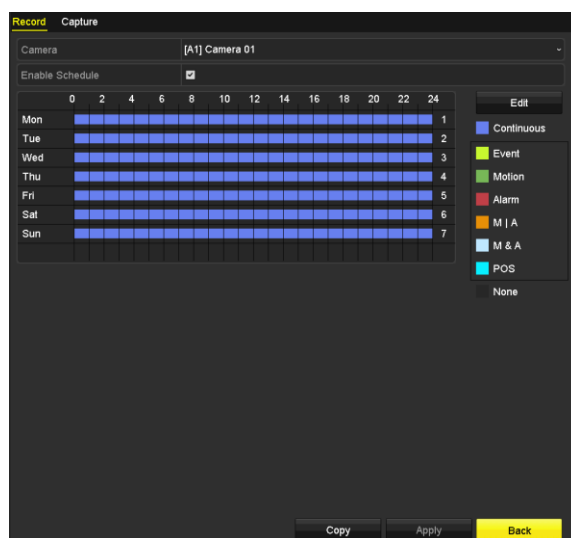 Record Capture
Camera [A1] Camera 01
Enable Schedule
0 2 4 6 8 10 12 14 16 18 20 22 24
Edit
Mon 1
Tue 2
Wed 3
Thu 4
Fri 5
Sat 6
Sun 7
Continuous
Event
Motion
Alarm
M | A
M & A
POS
None
Copy Apply Back